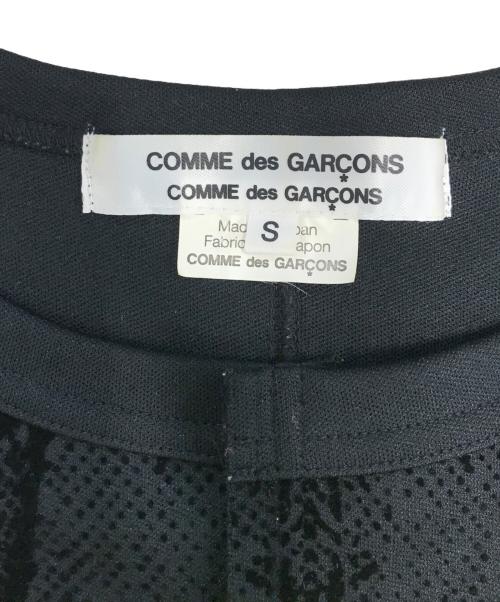 COMME des GARÇONS
COMME des GARÇONS
S
Mad pan
Fabric apon
COMME des GARÇONS